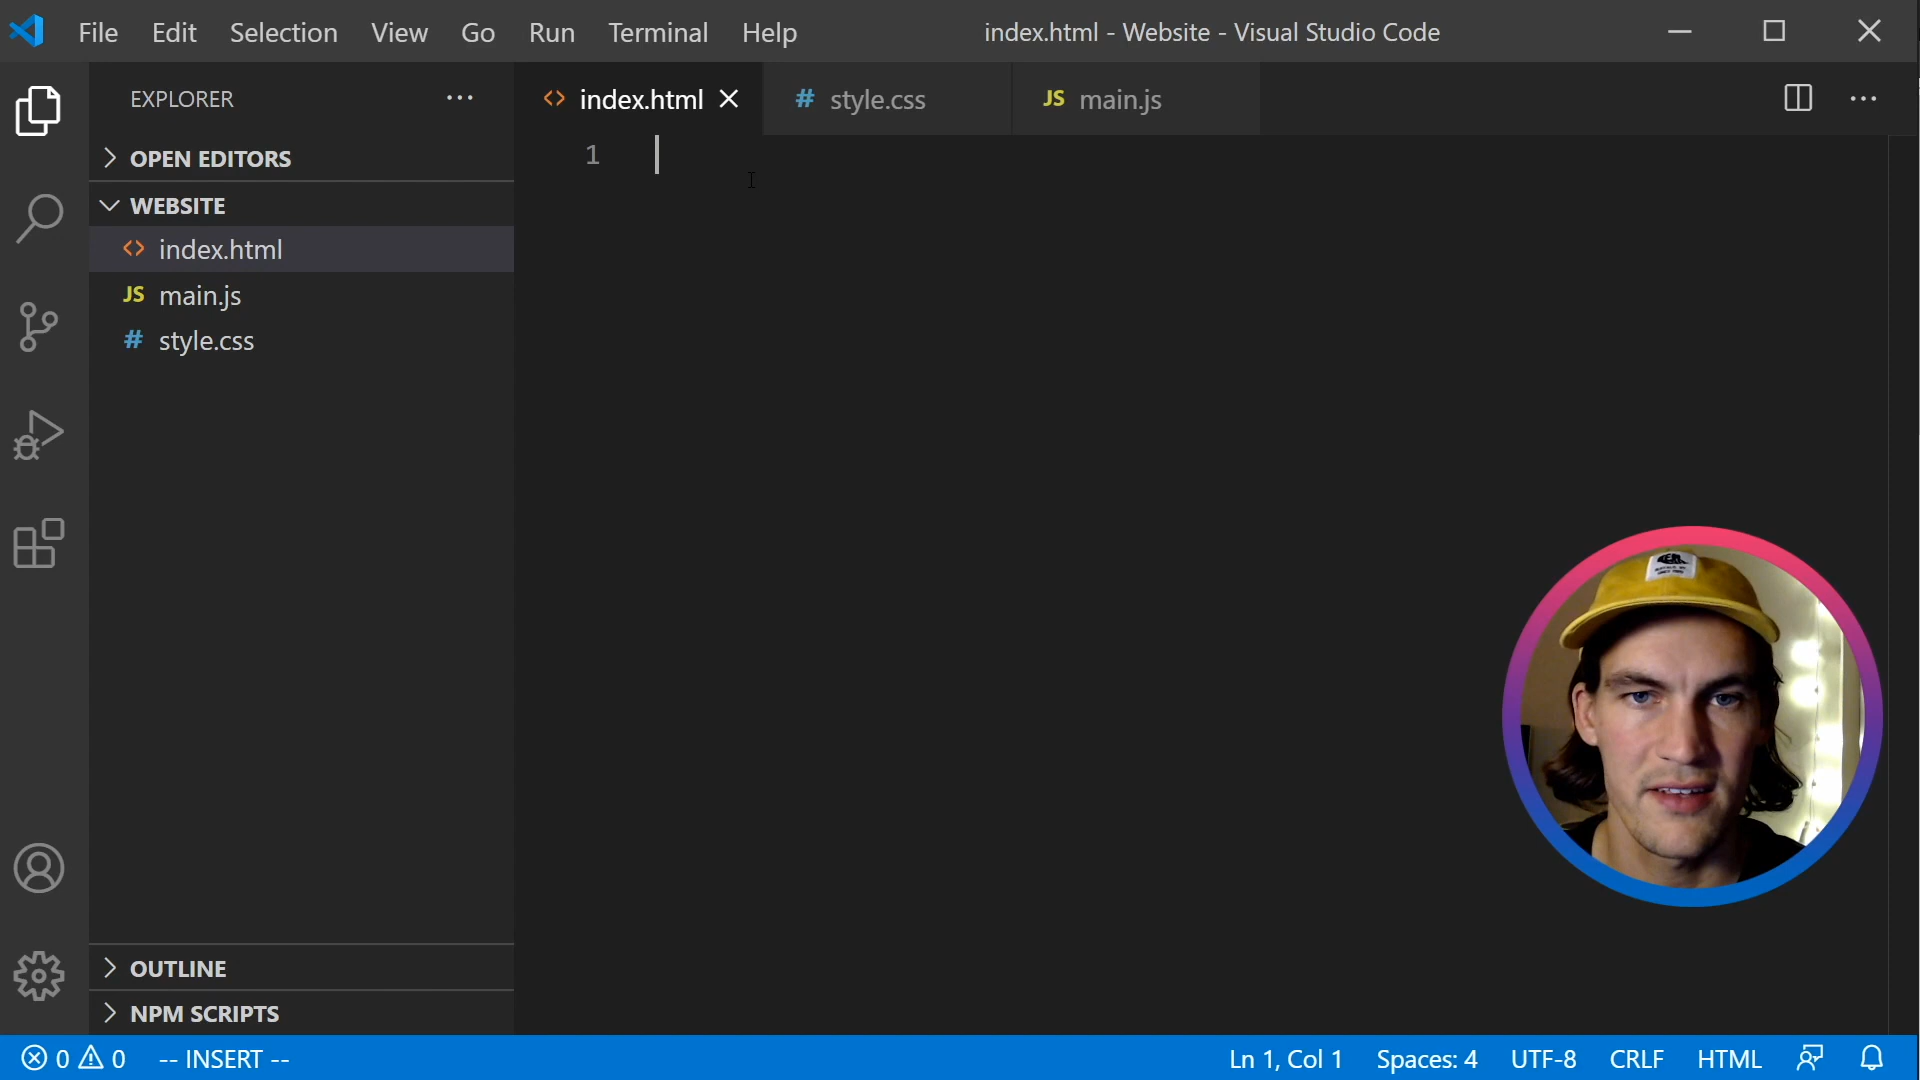 File Edit Selection View Go Run Terminal Help index.html - Website - Visual Studio Code
EXPLORER
index.html
# style.css
JS main.js
OPEN EDITORS
1
WEBSITE
index.html
JS main.js
# style.css
OUTLINE
NPM SCRIPTS
0 0 -- INSERT -- Ln 1, Col 1 Spaces: 4 UTF-8 CRLF HTML